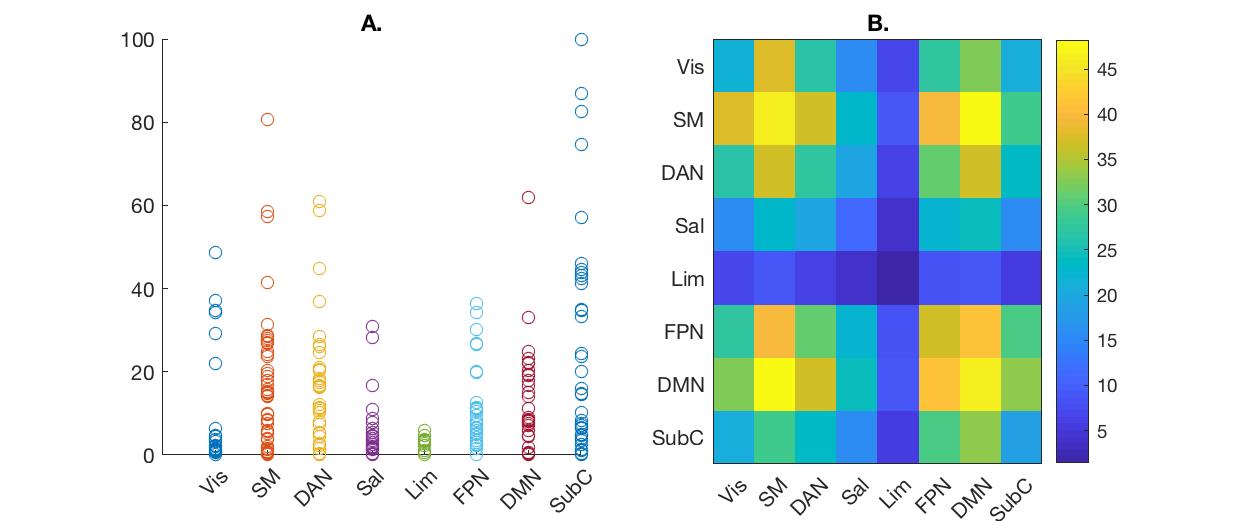 A.
100
80
60
40
20
0
Vis
SM
DAN
Sal
Lim
FPN
DMN
SubC
B.
Vis
SM
DAN
Sal
Lim
FPN
DMN
SubC
Vis
SM
DAN
Sal
Lim
FPN
DMN
SubC
45
40
35
30
25
20
15
10
5